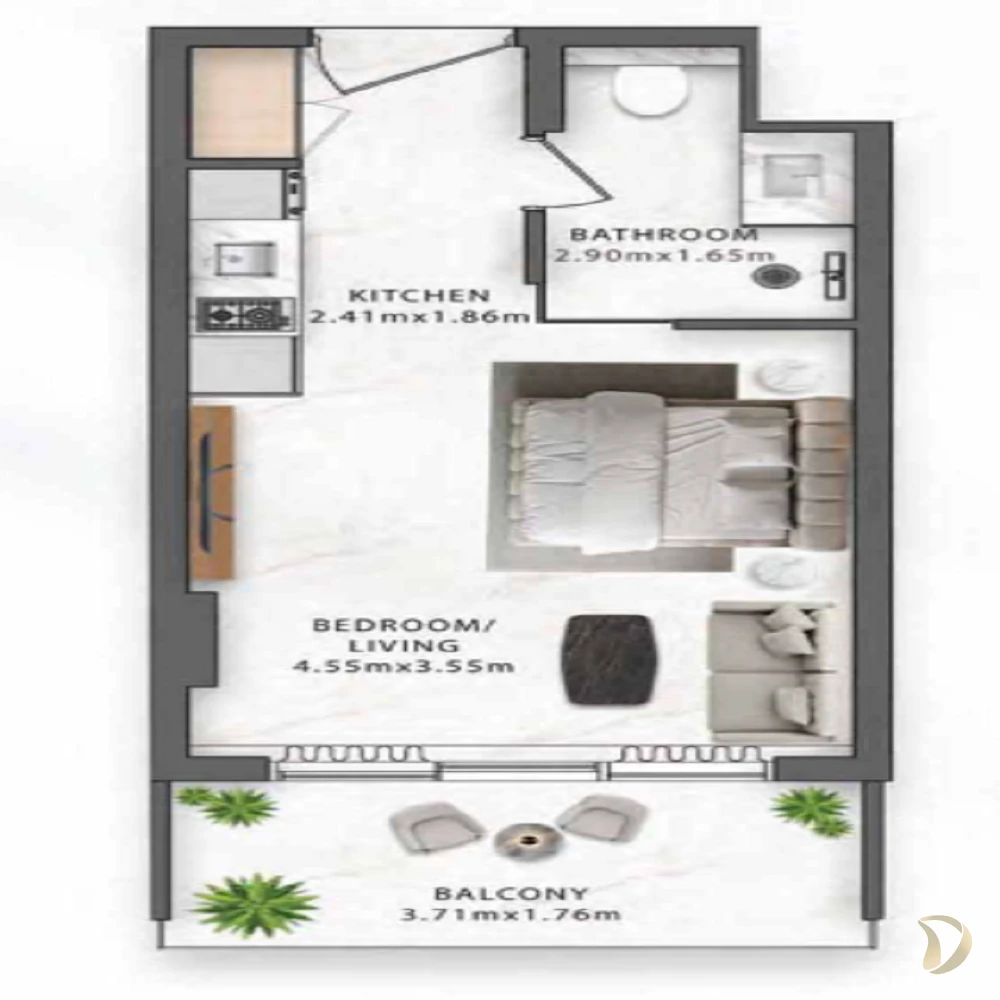 BATHROOM
2.90mx1.65m
KITCHEN
2.41mx1.86m
BEDROOM/
LIVING
4.55mx3.55m
BALCONY
3.71mx1.76m